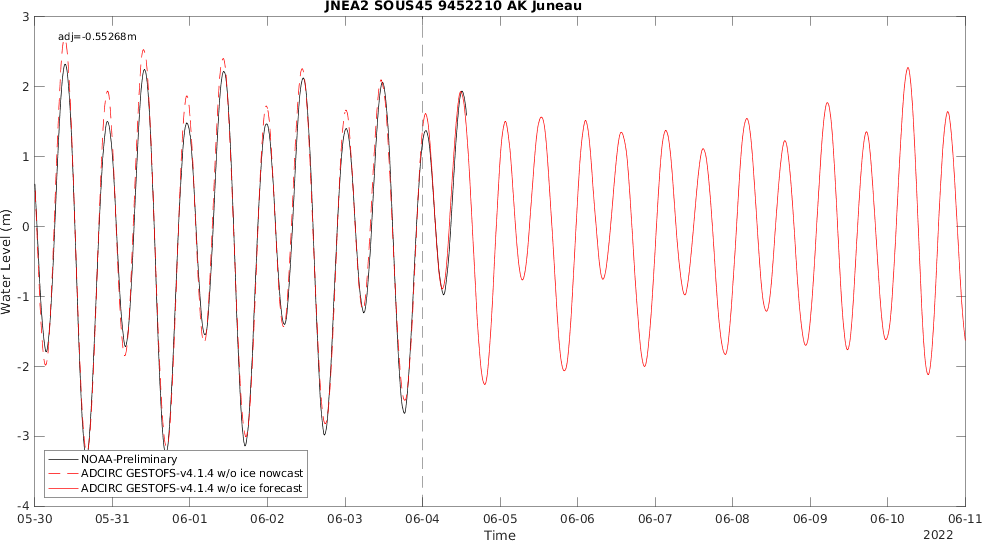 JNEA2 SOUS45 9452210 AK Juneau
adj=-0.55268m
3
2
1
0
-1
-2
-3
-4
Water Level (m)
NOAA-Preliminary
ADCIRC GESTOFS-v4.1.4 w/o ice nowcast
ADCIRC GESTOFS-v4.1.4 w/o ice forecast
05-30 05-31 06-01 06-02 06-03 06-04 06-05 06-06 06-07 06-08 06-09 06-10 06-11
Time
2022